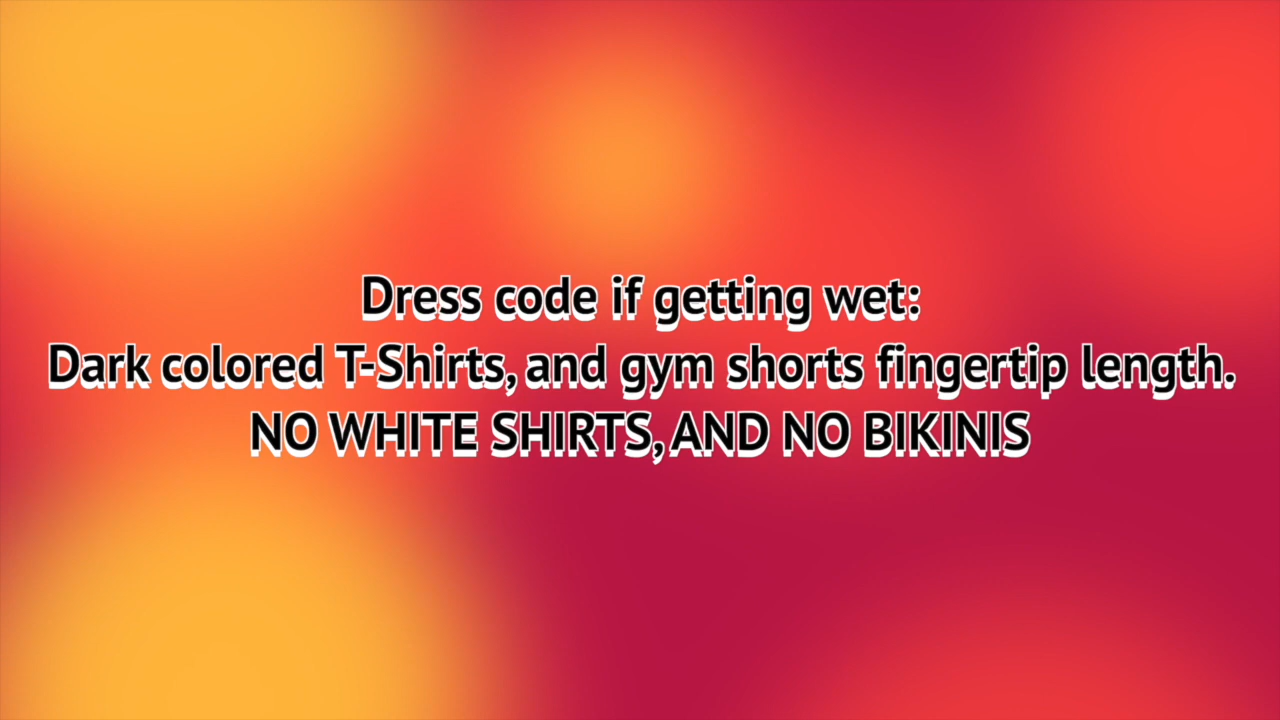 Dress code if getting wet:
Dark colored T-Shirts, and gym shorts fingertip length.
NO WHITE SHIRTS, AND NO BIKINIS